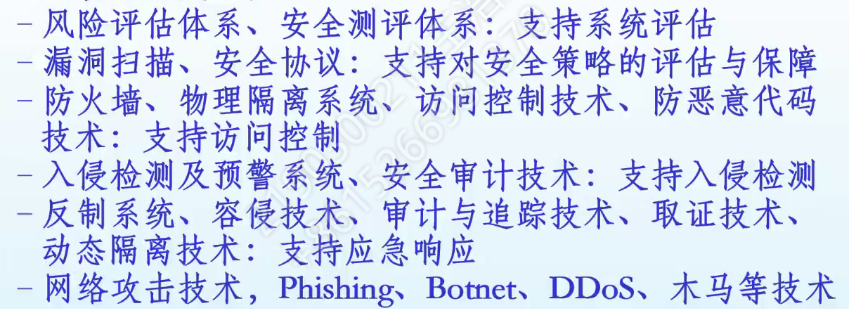 – 风险评估体系、安全测评体系：支持系统评估
– 漏洞扫描、安全协议：支持对安全策略的评估与保障
– 防火墙、物理隔离系统、访问控制技术、防恶意代码
技术：支持访问控制
– 入侵检测及预警系统、安全审计技术：支持入侵检测
– 反制系统、容侵技术、审计与追踪技术、取证技术、
动态隔离技术：支持应急响应
– 网络攻击技术，Phishing、Botnet、DDoS、木马等技术